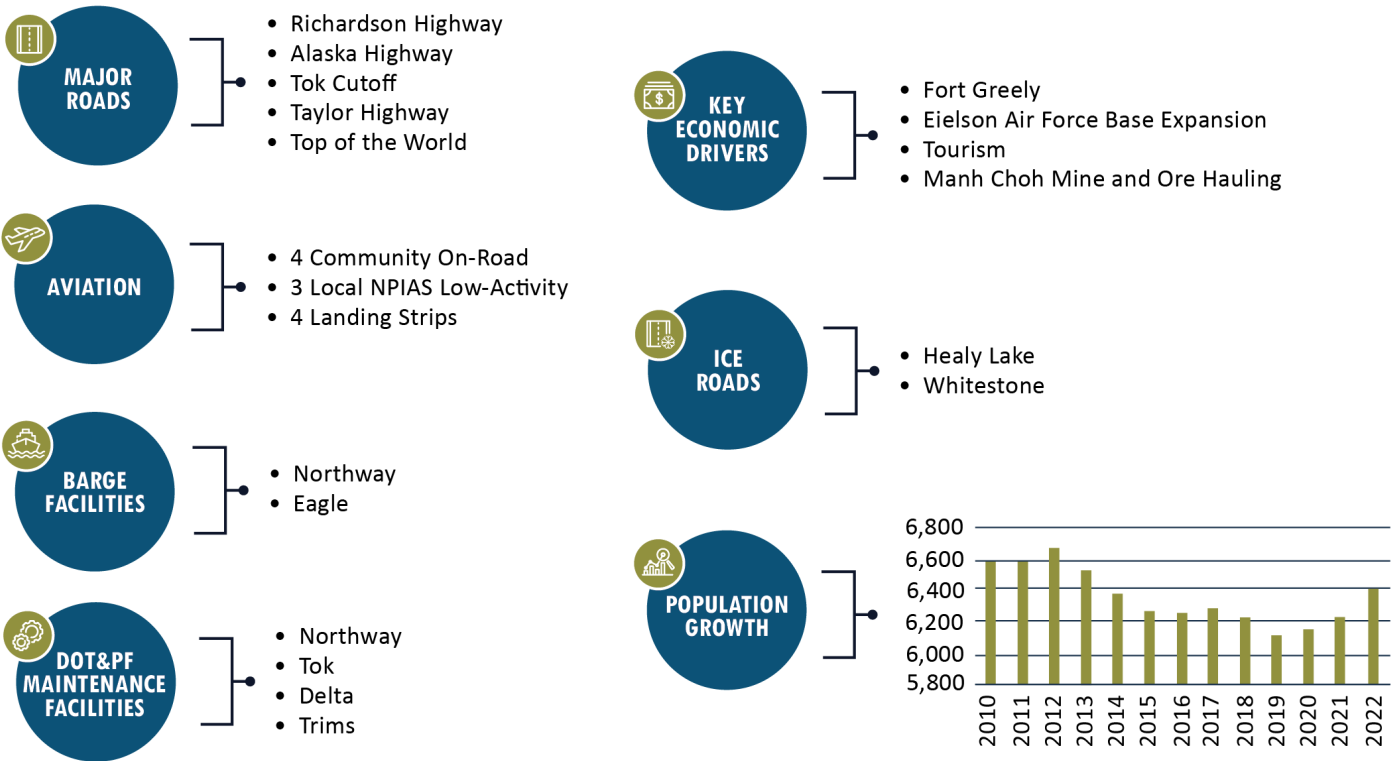 MAJOR
ROADS
• Richardson Highway
• Alaska Highway
• Tok Cutoff
• Taylor Highway
• Top of the World
AVIATION
• 4 Community On-Road
• 3 Local NPIAS Low-Activity
• 4 Landing Strips
BARGE
FACILITIES
• Northway
• Eagle
DOT&PF
MAINTENANCE
FACILITIES
• Northway
• Tok
• Delta
• Trims
$
KEY
ECONOMIC
DRIVERS
• Fort Greely
• Eielson Air Force Base Expansion
• Tourism
• Manh Choh Mine and Ore Hauling
ICE
ROADS
• Healy Lake
• Whitestone
POPULATION
GROWTH
6,800
6,600
6,400
6,200
6,000
5,800
2010
2011
2012
2013
2014
2015
2016
2017
2018
2019
2020
2021
2022